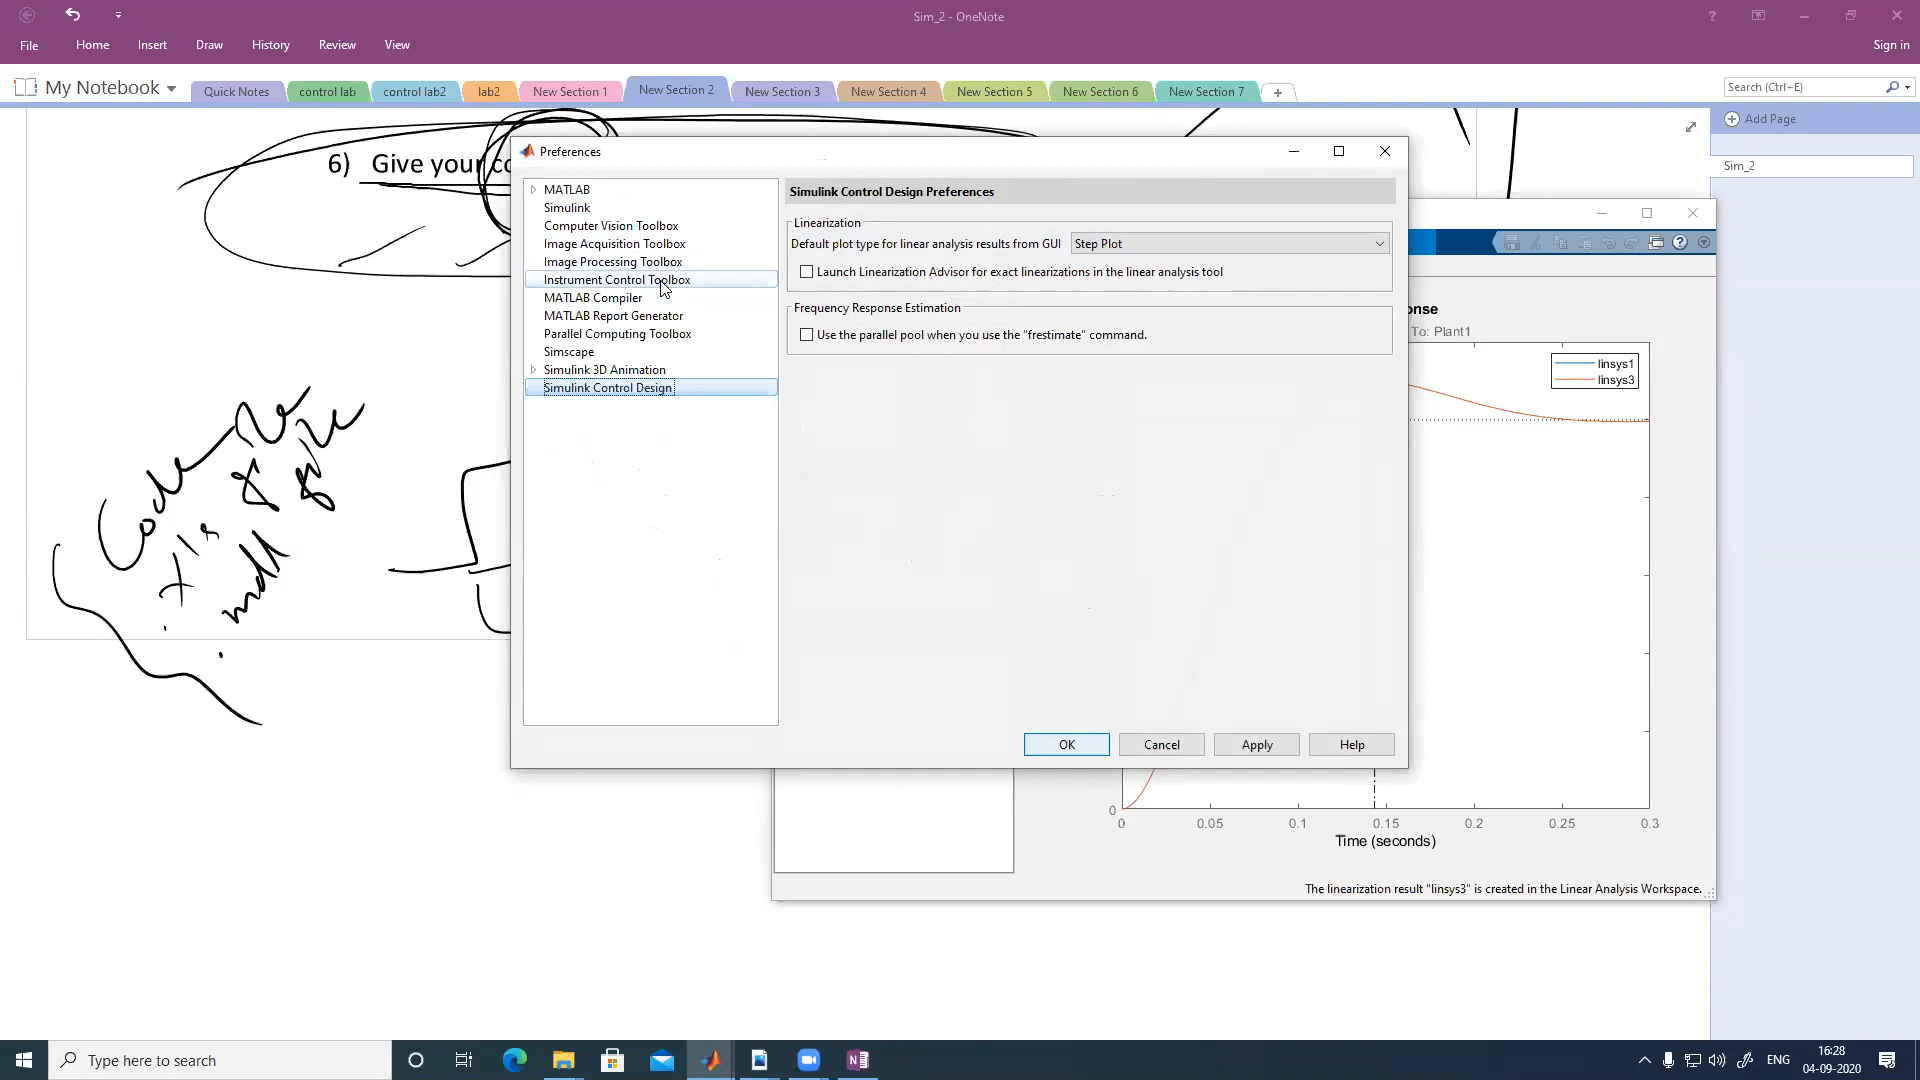 Sim_2 - OneNote
?
File
Home
Insert
Draw
History
Review
View
Sign in
My Notebook
Quick Notes
control lab
control lab2
lab2
New Section 1
New Section 2
New Section 3
New Section 4
New Section 5
New Section 6
New Section 7
+
Search (Ctrl+E)
Add Page
Sim_2
6) Give your co
Preferences
MATLAB
Simulink
Computer Vision Toolbox
Image Acquisition Toolbox
Image Processing Toolbox
Instrument Control Toolbox
MATLAB Compiler
MATLAB Report Generator
Parallel Computing Toolbox
Simscape
Simulink 3D Animation
Simulink Control Design
Simulink Control Design Preferences
Linearization
Default plot type for linear analysis results from GUI
Step Plot
Launch Linearization Advisor for exact linearizations in the linear analysis tool
Frequency Response Estimation
Use the parallel pool when you use the "frestimate" command.
OK
Cancel
Apply
Help
onse
To: Plant1
linsys1
linsys3
0
0
0.05
0.1
0.15
0.2
0.25
0.3
Time (seconds)
The linearization result "linsys3" is created in the Linear Analysis Workspace.
Code
Type here to search
ENG
16:28
04-09-2020